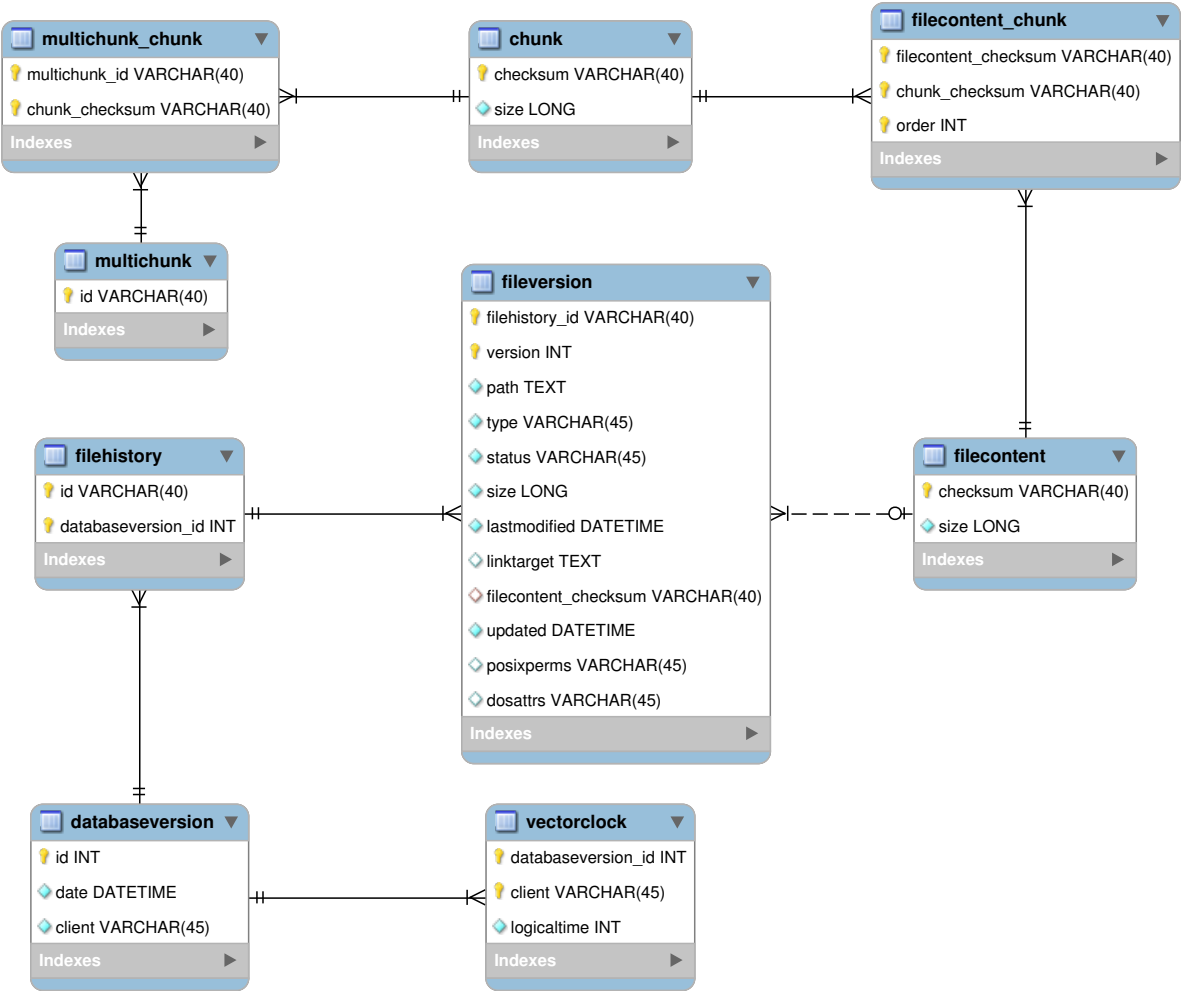 multichunk_chunk
multichunk_id VARCHAR(40)
chunk_checksum VARCHAR(40)
Indexes
chunk
checksum VARCHAR(40)
size LONG
Indexes
filecontent_chunk
filecontent_checksum VARCHAR(40)
chunk_checksum VARCHAR(40)
order INT
Indexes
multichunk
id VARCHAR(40)
Indexes
fileversion
filehistory_id VARCHAR(40)
version INT
path TEXT
type VARCHAR(45)
status VARCHAR(45)
size LONG
lastmodified DATETIME
linktarget TEXT
filecontent_checksum VARCHAR(40)
updated DATETIME
posixperms VARCHAR(45)
dosattrs VARCHAR(45)
Indexes
filehistory
id VARCHAR(40)
databaseversion_id INT
Indexes
filecontent
checksum VARCHAR(40)
size LONG
Indexes
databaseversion
id INT
date DATETIME
client VARCHAR(45)
Indexes
vectorclock
databaseversion_id INT
client VARCHAR(45)
logicaltime INT
Indexes